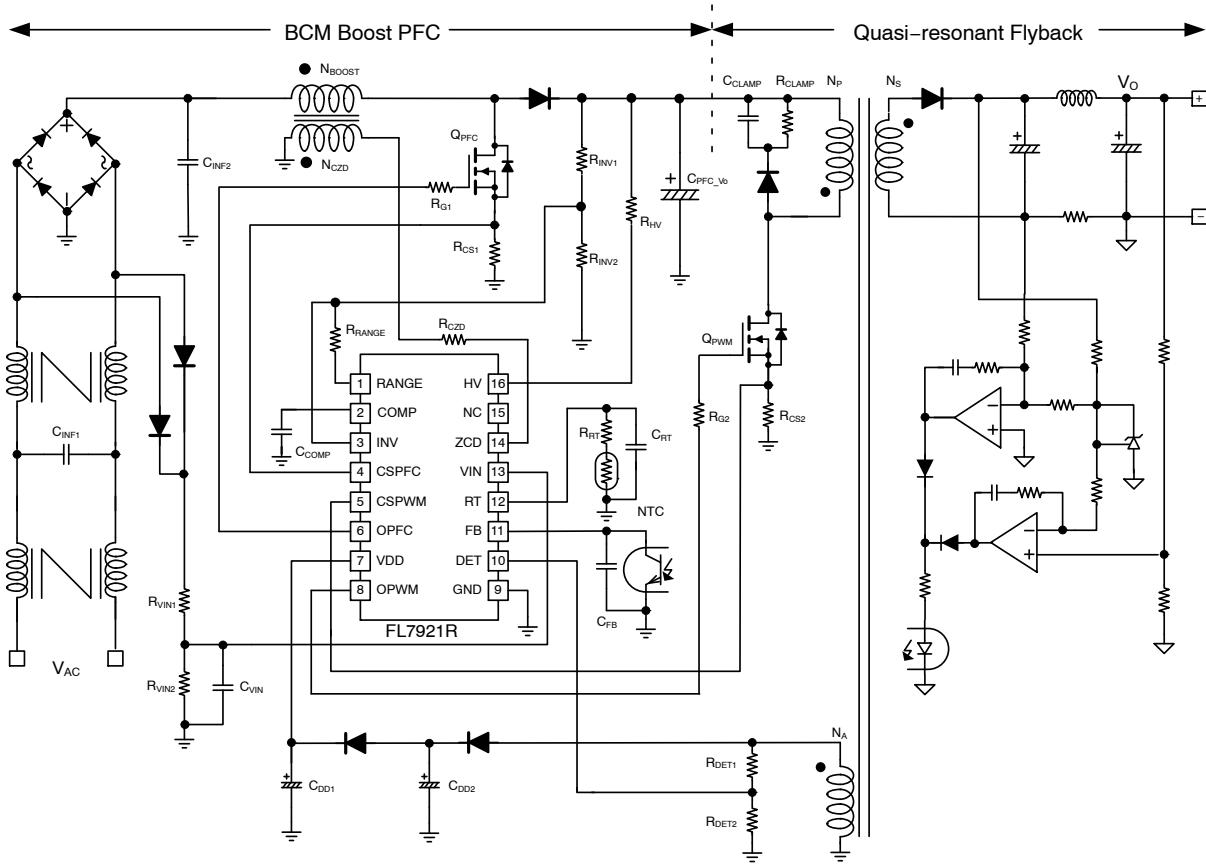 BCM Boost PFC
Quasi−resonant Flyback
N_BOOST
N_CZD
C_INF2
Q_PFC
R_G1
R_CS1
R_INV1
R_INV2
R_HV
+
C_PFC_Vo
C_CLAMP
R_CLAMP
N_P
N_S
V_O
+
+
+
−
R_RANGE
R_CZD
Q_PWM
R_G2
R_CS2
C_INF1
C_COMP
1 RANGE
2 COMP
3 INV
4 CSPFC
5 CSPWM
6 OPFC
7 VDD
8 OPWM
HV 16
NC 15
ZCD 14
VIN 13
RT 12
FB 11
DET 10
GND 9
FL7921R
R_RT
C_RT
NTC
C_FB
−
+
−
+
R_VIN1
R_VIN2
C_VIN
V_AC
+
C_DD1
+
C_DD2
R_DET1
R_DET2
N_A